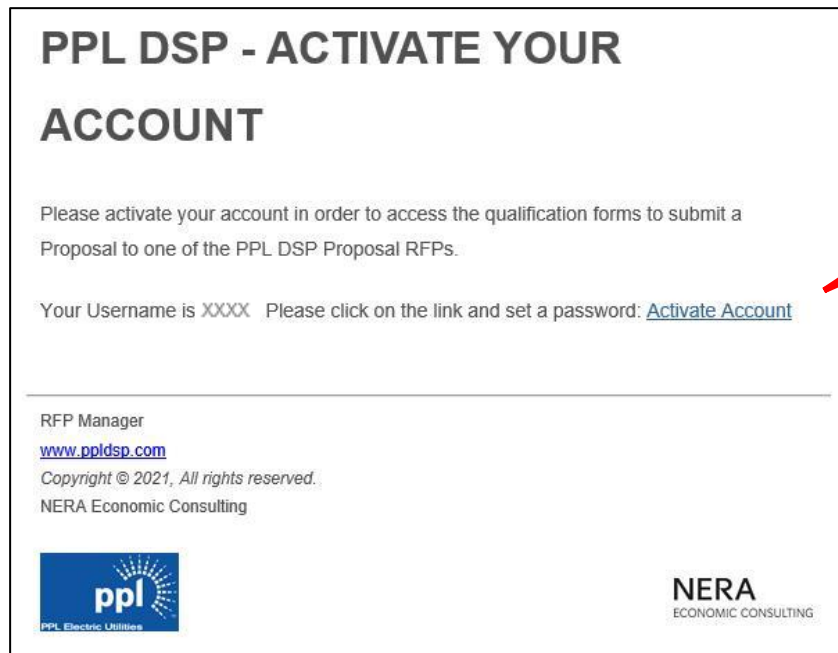 PPL DSP - ACTIVATE YOUR
ACCOUNT
Please activate your account in order to access the qualification forms to submit a
Proposal to one of the PPL DSP Proposal RFPs.
Your Username is XXXX Please click on the link and set a password: Activate Account
RFP Manager
www.ppldsp.com
Copyright © 2021, All rights reserved.
NERA Economic Consulting
ppl
PPL Electric Utilities
NERA
ECONOMIC CONSULTING